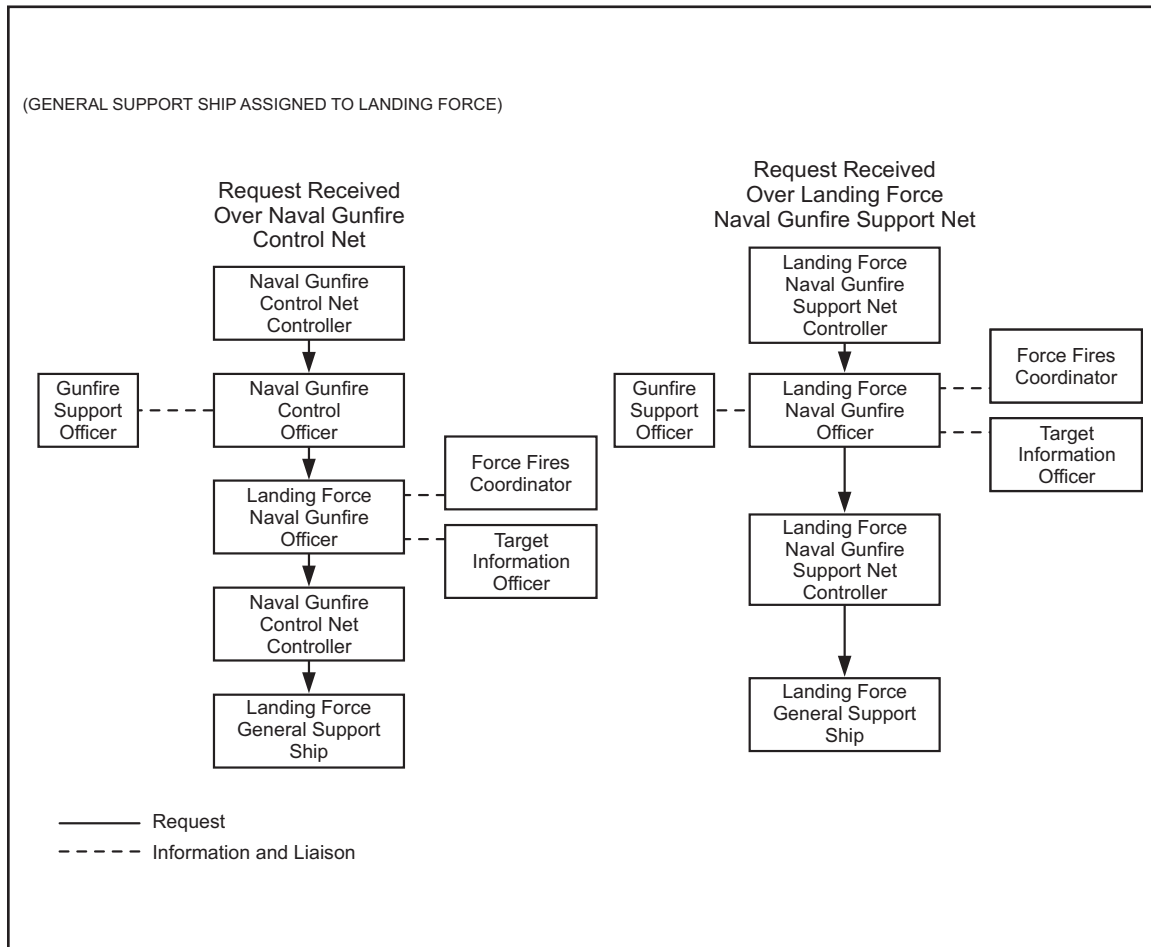 (GENERAL SUPPORT SHIP ASSIGNED TO LANDING FORCE)
Request Received
Over Naval Gunfire
Control Net
Naval Gunfire
Control Net
Controller
Gunfire
Support
Officer
Naval Gunfire
Control
Officer
Landing Force
Naval Gunfire
Officer
Force Fires
Coordinator
Target
Information
Officer
Naval Gunfire
Control Net
Controller
Landing Force
General Support
Ship
Request Received
Over Landing Force
Naval Gunfire Support Net
Landing Force
Naval Gunfire
Support Net
Controller
Gunfire
Support
Officer
Landing Force
Naval Gunfire
Officer
Force Fires
Coordinator
Target
Information
Officer
Landing Force
Naval Gunfire
Support Net
Controller
Landing Force
General Support
Ship
Request
Information and Liaison